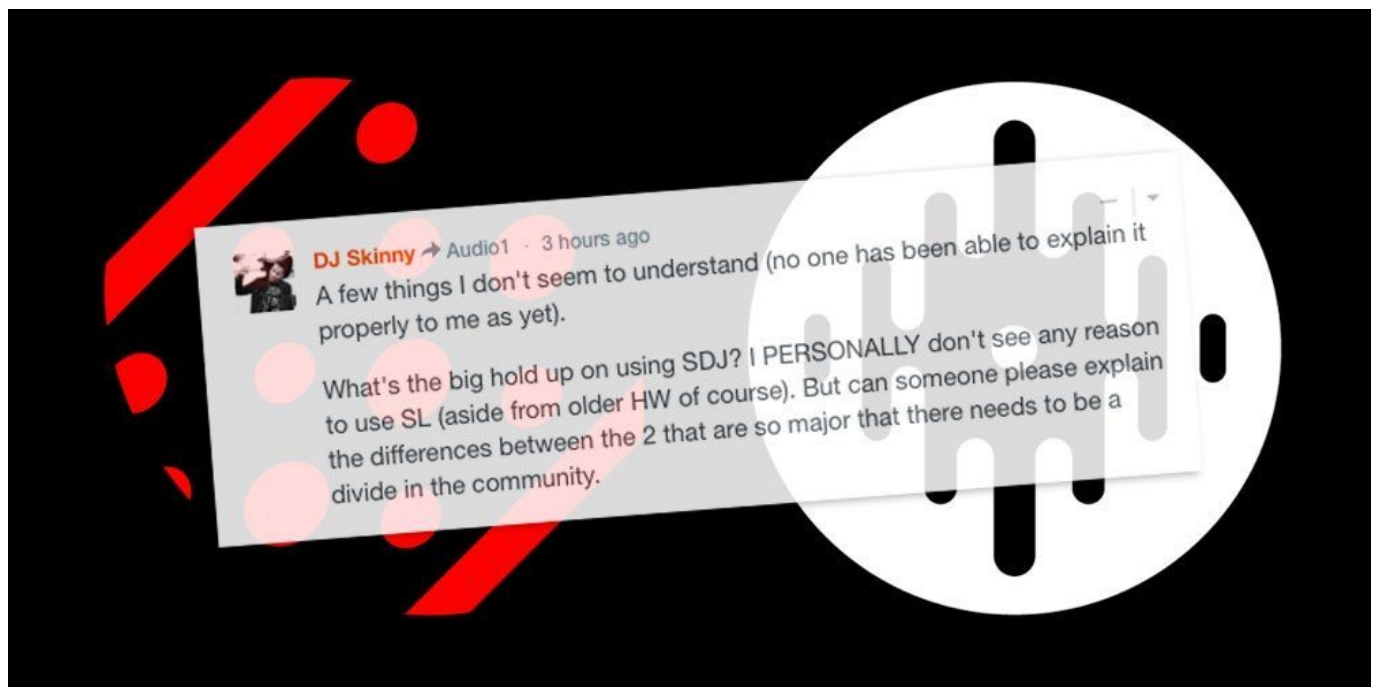 DJ Skinny Audio1 · 3 hours ago
A few things I don't seem to understand (no one has been able to explain it
properly to me as yet).
What's the big hold up on using SDJ? I PERSONALLY don't see any reason
to use SL (aside from older HW of course). But can someone please explain
the differences between the 2 that are so major that there needs to be a
divide in the community.